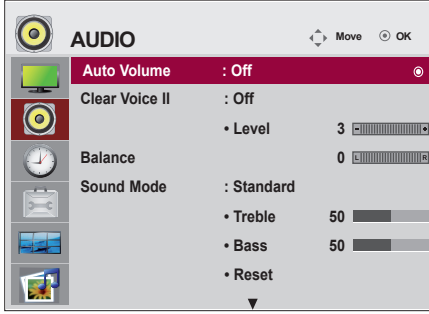 AUDIO Move OK
Auto Volume : Off
Clear Voice II : Off
• Level 3 - +
Balance 0 L R
Sound Mode : Standard
• Treble 50
• Bass 50
• Reset